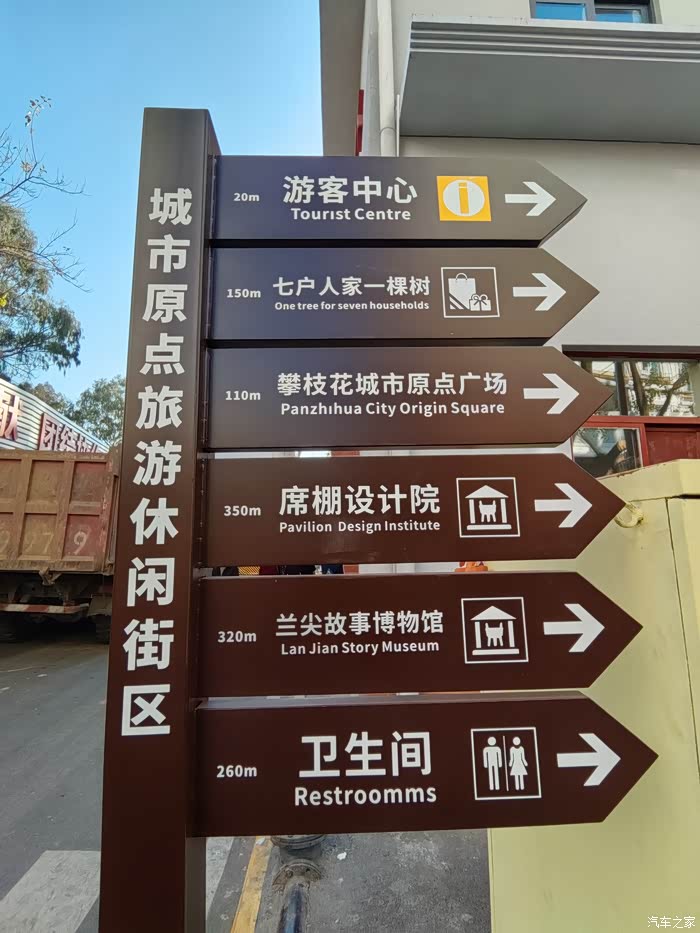 城市原点旅游休闲街区
20m
游客中心
Tourist Centre
150m
七户人家一棵树
One tree for seven households
110m
攀枝花城市原点广场
Panzhihua City Origin Square
350m
席棚设计院
Pavilion Design Institute
320m
兰尖故事博物馆
Lan Jian Story Museum
260m
卫生间
Restroomms
汽车之家